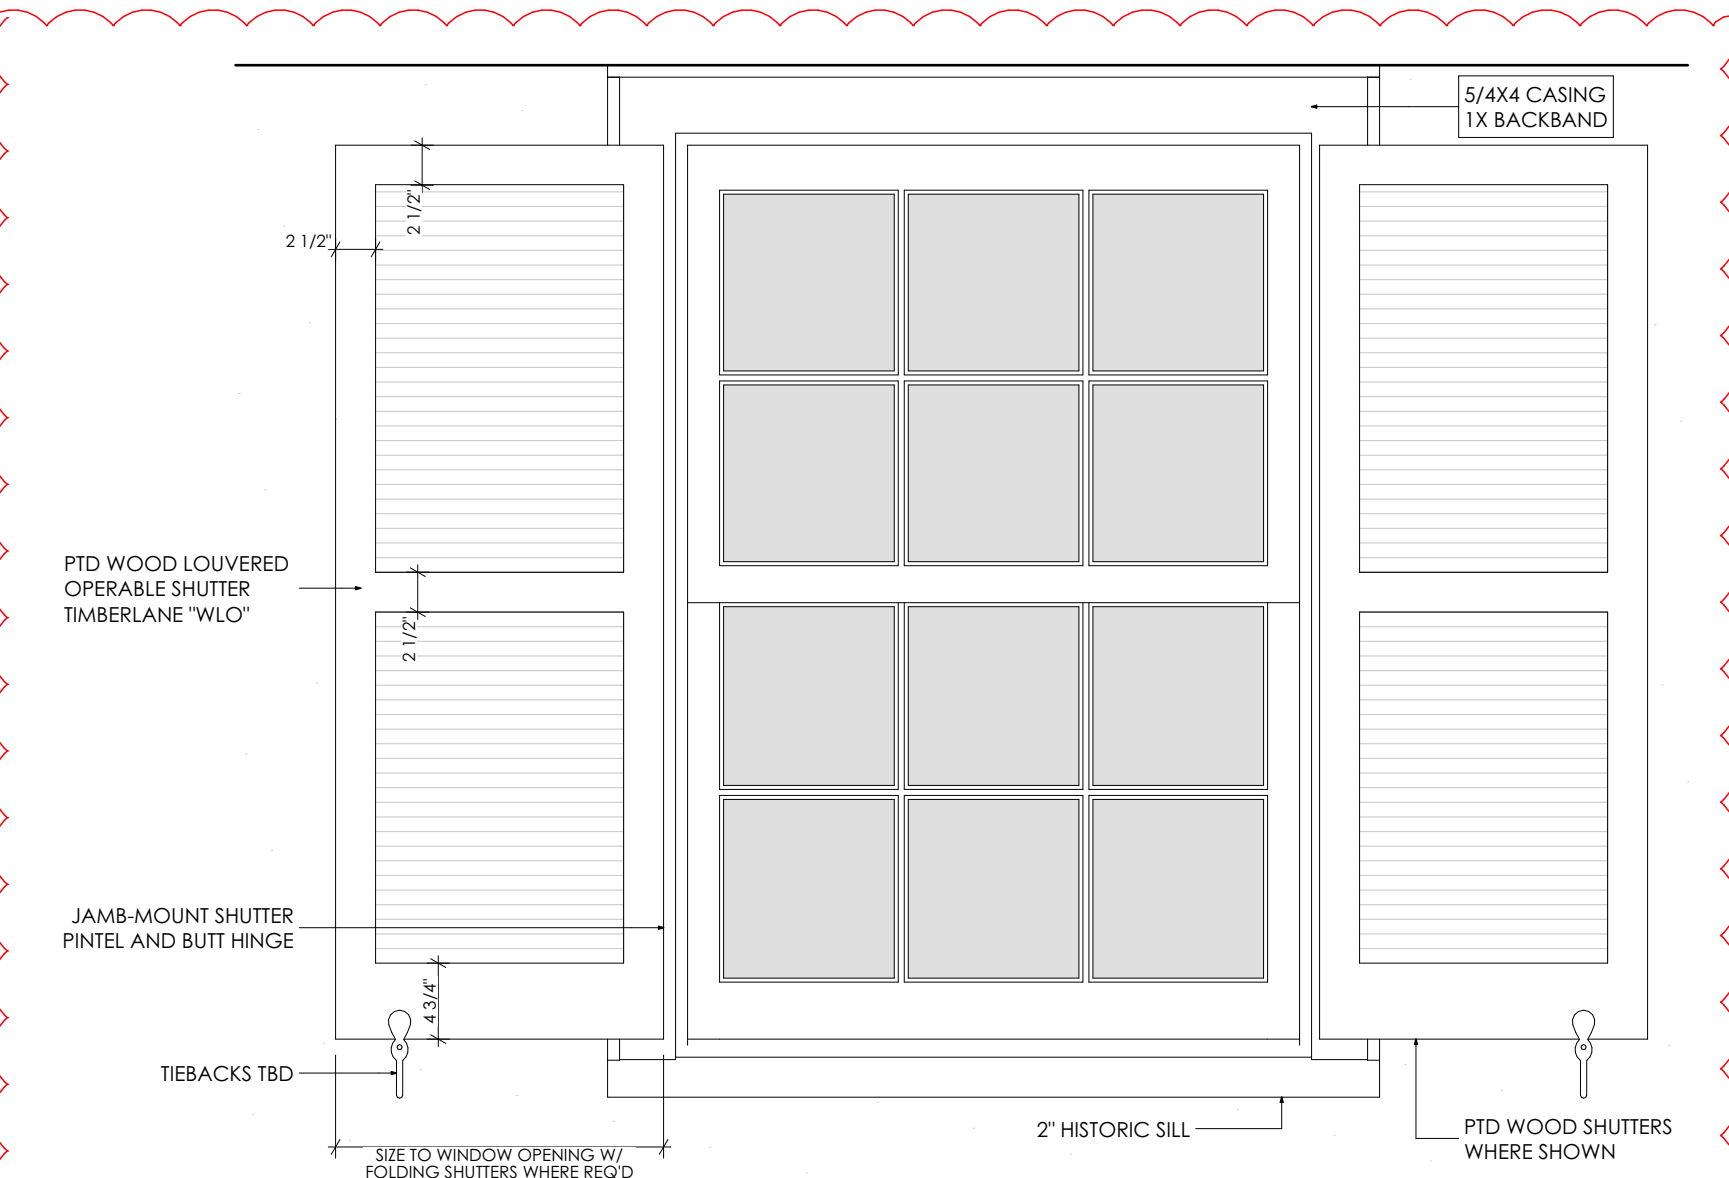 5/4X4 CASING
1X BACKBAND
2 1/2"
2 1/2"
PTD WOOD LOUVERED
OPERABLE SHUTTER
TIMBERLANE "WLO"
2 1/2"
JAMB-MOUNT SHUTTER
PINTEL AND BUTT HINGE
4 3/4"
TIEBACKS TBD
2" HISTORIC SILL
PTD WOOD SHUTTERS
WHERE SHOWN
SIZE TO WINDOW OPENING W/
FOLDING SHUTTERS WHERE REQ'D